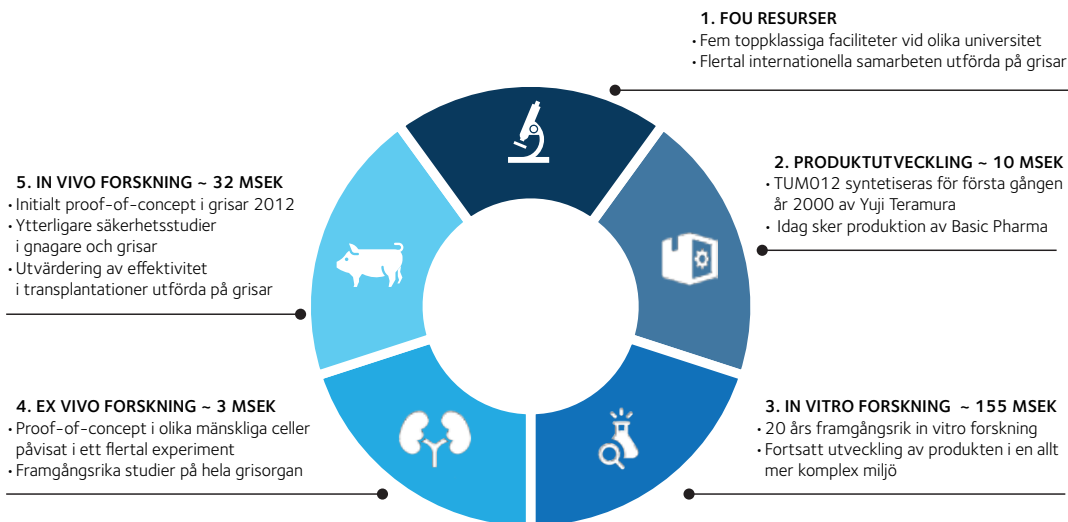 1. FOU RESURSER
· Fem toppklassiga faciliteter vid olika universitet
· Flertal internationella samarbeten utförda på grisar
2. PRODUKTUTVECKLING ~ 10 MSEK
· TUM012 syntetiseras för första gången
år 2000 av Yuji Teramura
· Idag sker produktion av Basic Pharma
3. IN VITRO FORSKNING ~ 155 MSEK
· 20 års framgångsrik in vitro forskning
· Fortsatt utveckling av produkten i en allt
mer komplex miljö
4. EX VIVO FORSKNING ~ 3 MSEK
· Proof-of-concept i olika mänskliga celler
påvisat i ett flertal experiment
· Framgångsrika studier på hela grisorgan
5. IN VIVO FORSKNING ~ 32 MSEK
· Initialt proof-of-concept i grisar 2012
· Ytterligare säkerhetsstudier
i gnagare och grisar
· Utvärdering av effektivitet
i transplantationer utförda på grisar